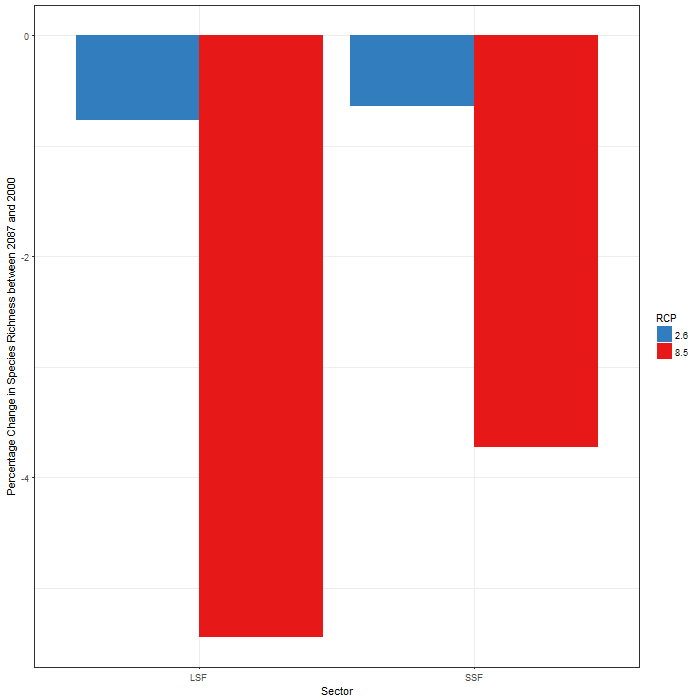 Percentage Change in Species Richness between 2087 and 2000
0
-2
-4
LSF
SSF
Sector
RCP
2.6
8.5